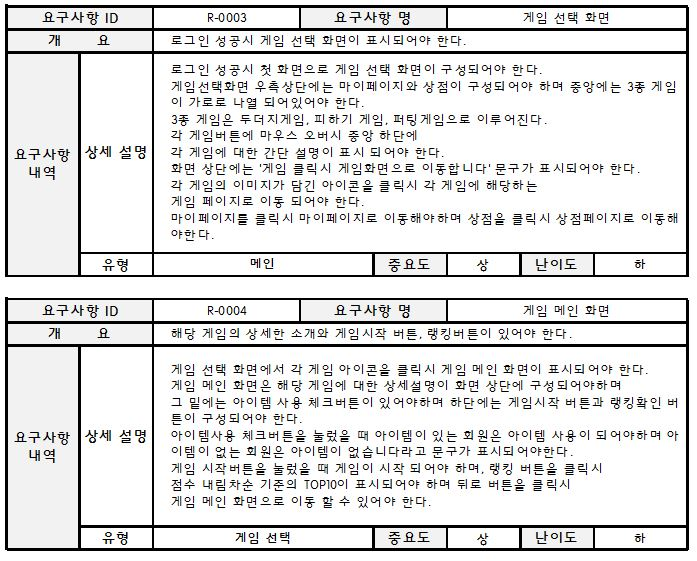 요구사항 ID R-0003 요구사항 명 게임 선택 화면
개 요 로그인 성공시 게임 선택 화면이 표시되어야 한다.
요구사항 내역
상세 설명
로그인 성공시 첫 화면으로 게임 선택 화면이 구성되어야 한다.
게임선택화면 우측상단에는 마이페이지와 상점이 구성되어야 하며 중앙에는 3종 게임
이 가로로 나열 되어있어야 한다.
3종 게임은 두더지게임, 피하기 게임, 퍼팅게임으로 이루어진다.
각 게임버튼에 마우스 오버시 중앙 하단에
각 게임에 대한 간단 설명이 표시 되어야 한다.
화면 상단에는 '게임 클릭시 게임화면으로 이동합니다' 문구가 표시되어야 한다.
각 게임의 이미지가 담긴 아이콘을 클릭시 각 게임에 해당하는
게임 페이지로 이동 되어야 한다.
마이페이지를 클릭시 마이페이지로 이동해야하며 상점을 클릭시 상점페이지로 이동해
야한다.
유형 메인 중요도 상 난이도 하
요구사항 ID R-0004 요구사항 명 게임 메인 화면
개 요 해당 게임의 상세한 소개와 게임시작 버튼, 랭킹버튼이 있어야 한다.
요구사항 내역
상세 설명
게임 선택 화면에서 각 게임 아이콘을 클릭시 게임 메인 화면이 표시되어야 한다.
게임 메인 화면은 해당 게임에 대한 상세설명이 화면 상단에 구성되어야하며
그 밑에는 아이템 사용 체크버튼이 있어야하며 하단에는 게임시작 버튼과 랭킹확인 버
튼이 구성되어야 한다.
아이템사용 체크버튼을 눌렀을 때 아이템이 있는 회원은 아이템 사용이 되어야하며 아
이템이 없는 회원은 아이템이 없습니다라고 문구가 표시되어야한다.
게임 시작버튼을 눌렀을 때 게임이 시작 되어야 하며, 랭킹 버튼을 클릭시
점수 내림차순 기준의 TOP10이 표시되어야 하며 뒤로 버튼을 클릭시
게임 메인 화면으로 이동 할 수 있어야 한다.
유형 게임 선택 중요도 상 난이도 하